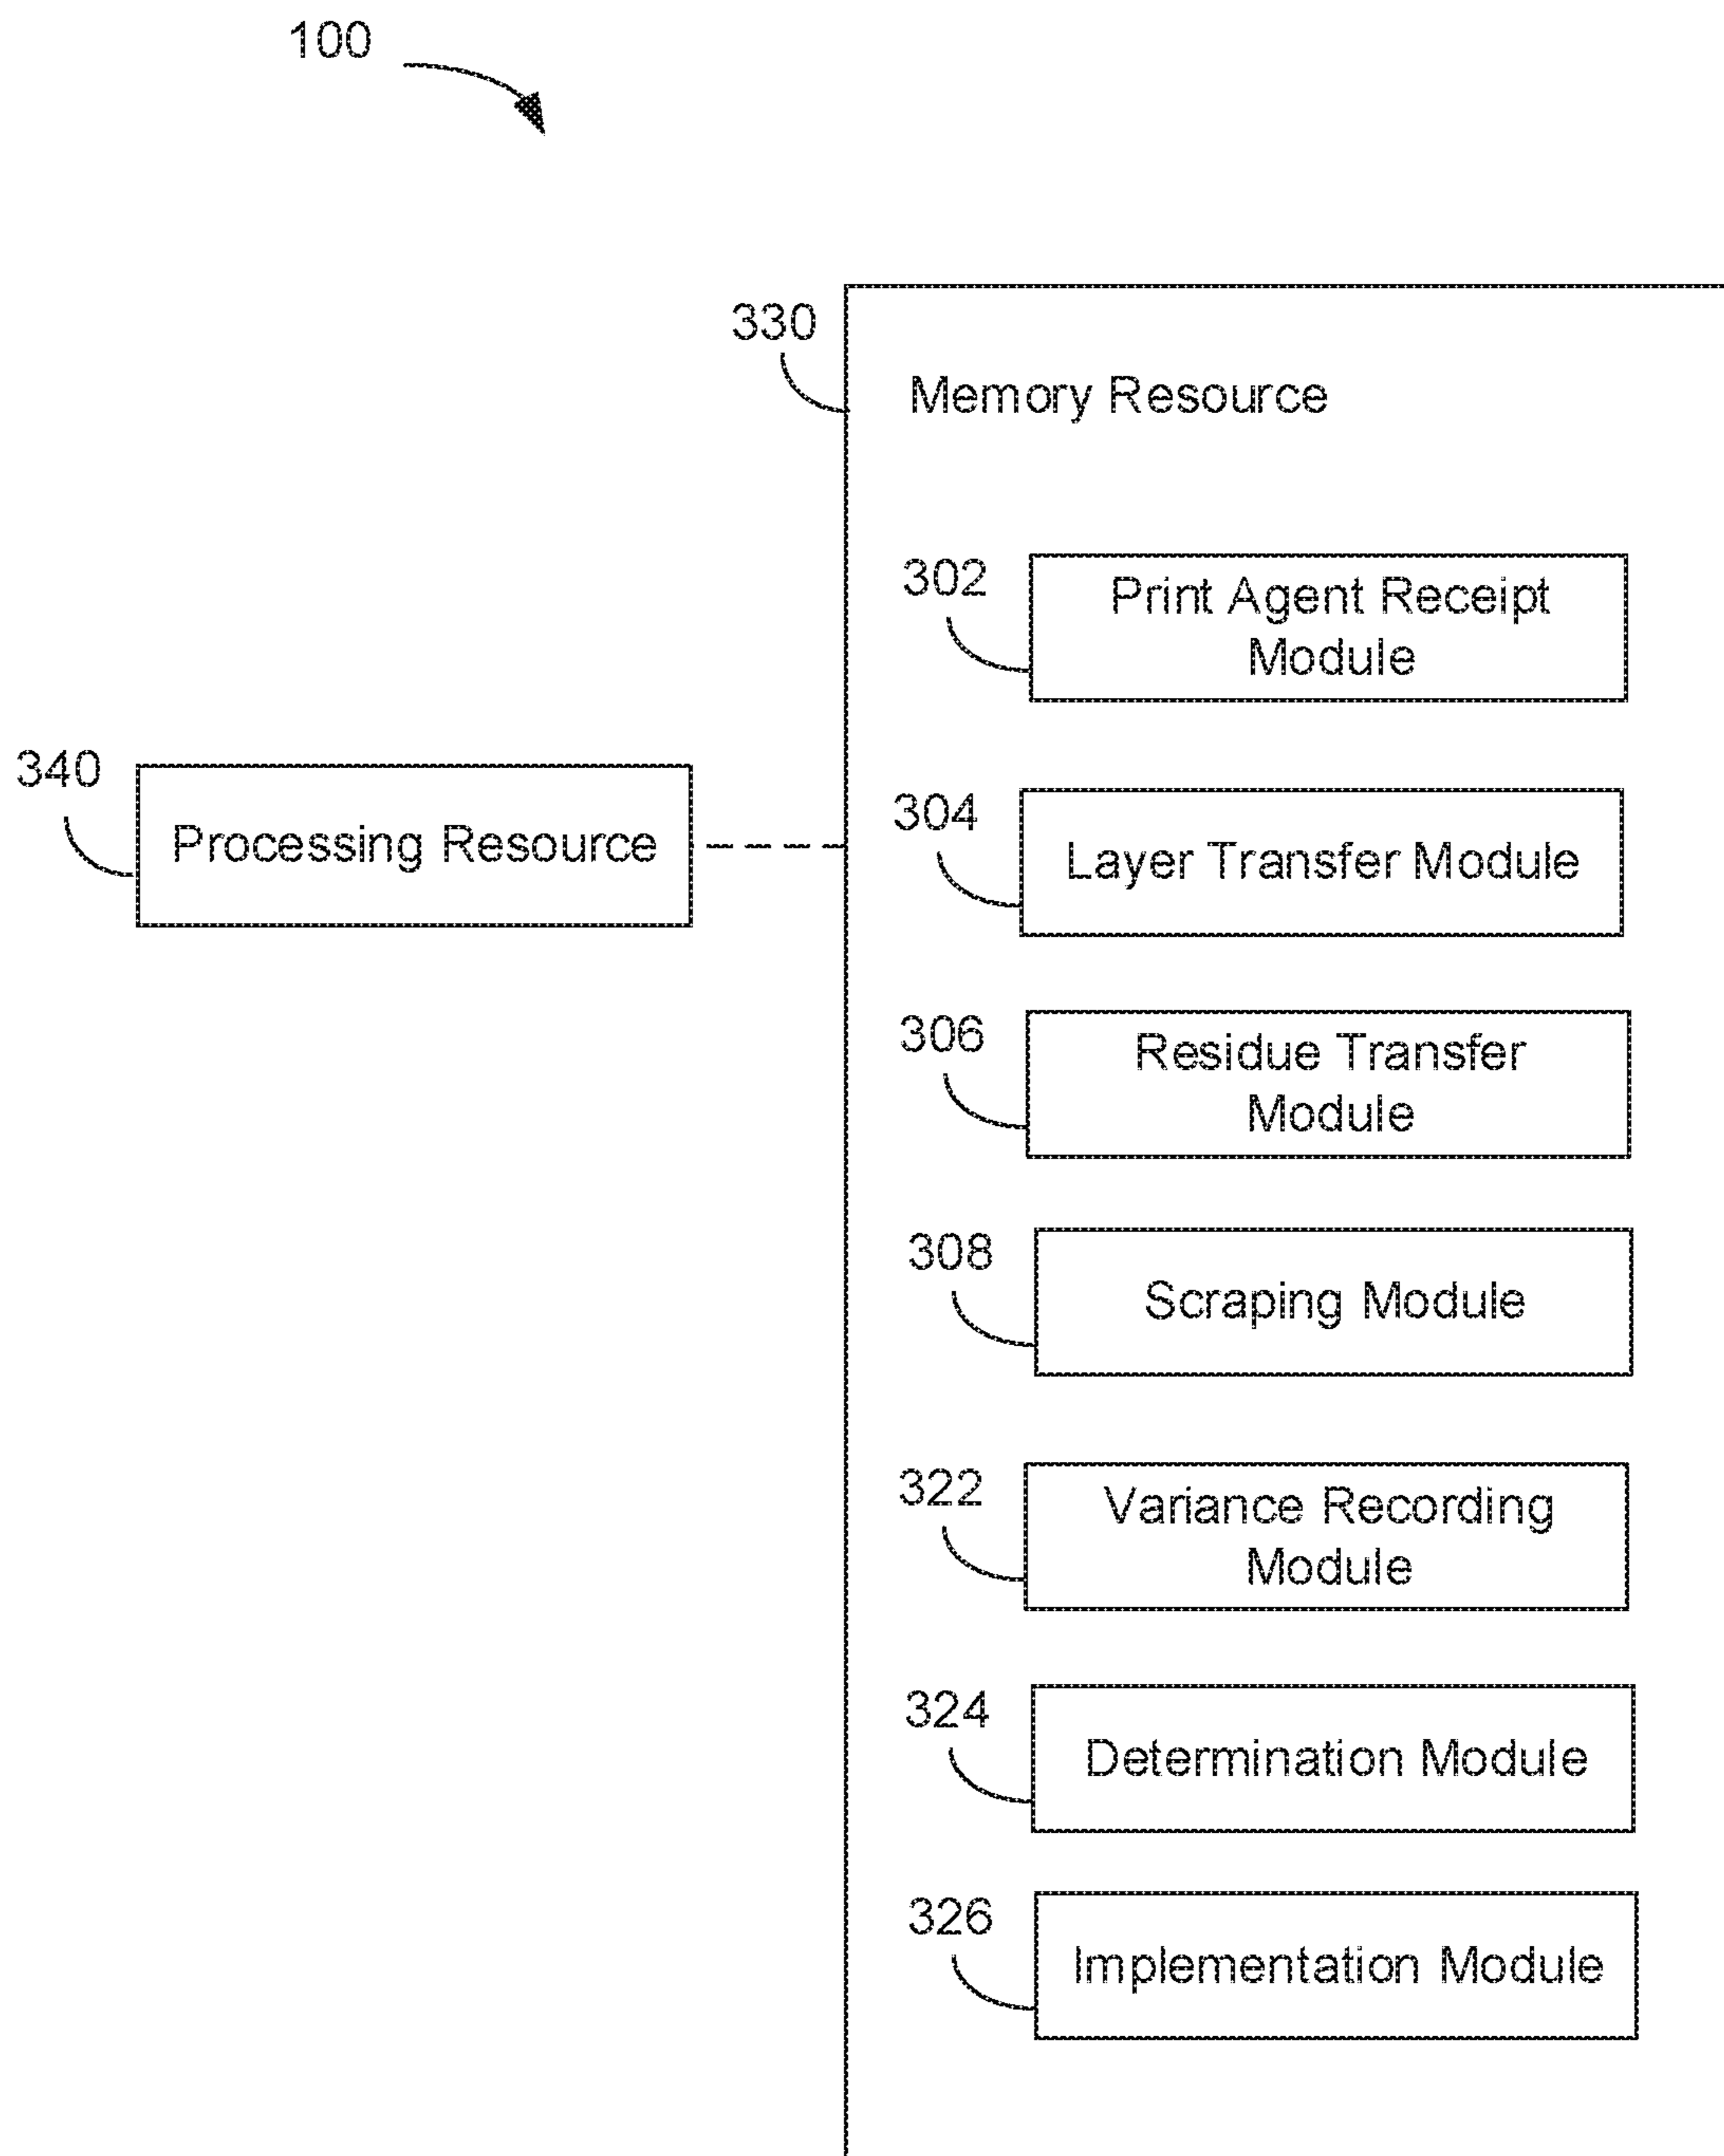 100
330
Memory Resource
302
Print Agent Receipt
Module
340
Processing Resource
304
Layer Transfer Module
306
Residue Transfer
Module
308
Scraping Module
322
Variance Recording
Module
324
Determination Module
326
Implementation Module